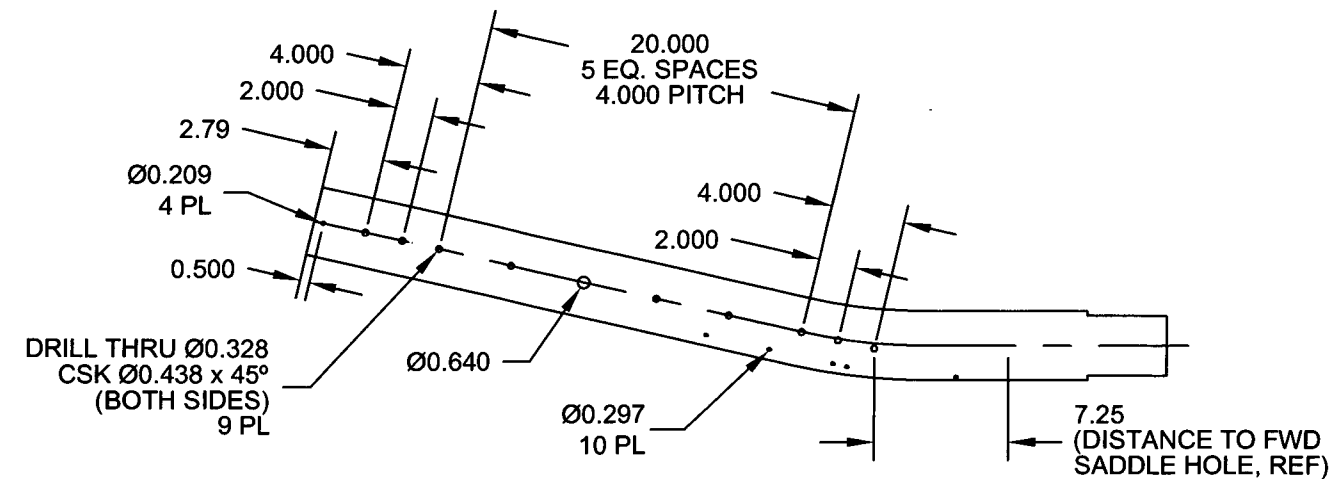 20.000
5 EQ. SPACES
4.000 PITCH
4.000
2.000
2.79
Ø0.209
4 PL
4.000
2.000
0.500
DRILL THRU Ø0.328
CSK Ø0.438 x 45º
(BOTH SIDES)
9 PL
Ø0.640
Ø0.297
10 PL
7.25
(DISTANCE TO FWD
SADDLE HOLE, REF)